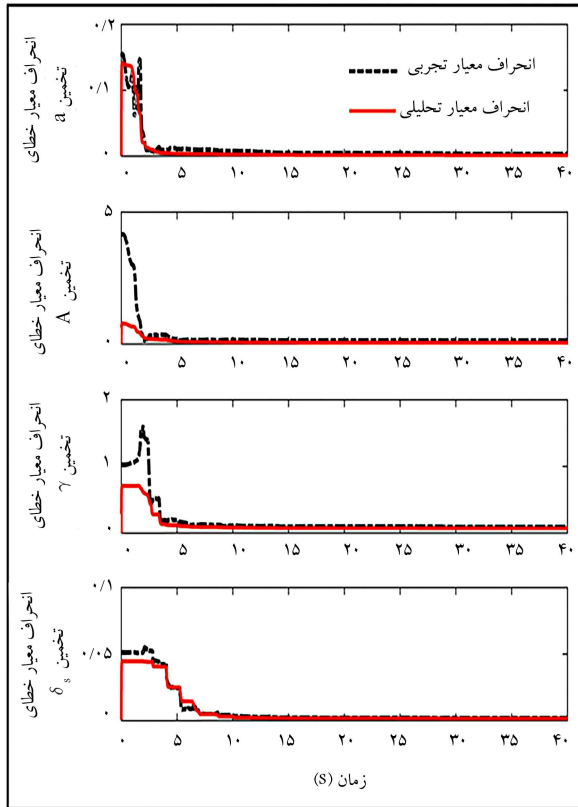 ۰/۲
انحراف معیار تجربی
۰/۱
انحراف معیار تحلیلی
انحراف معیار خطای
تخمین a
۰
۰ ۵ ۱۰ ۱۵ ۲۰ ۲۵ ۳۰ ۳۵ ۴۰
۵
انحراف معیار خطای
تخمین A
۰
۰ ۵ ۱۰ ۱۵ ۲۰ ۲۵ ۳۰ ۳۵ ۴۰
2
1
انحراف معیار خطای
تخمین γ
۰
۰ ۵ ۱۰ ۱۵ ۲۰ ۲۵ ۳۰ ۳۵ ۴۰
۰/۱
۰/۰۵
انحراف معیار خطای
تخمین δ s
۰
۰ ۵ ۱۰ ۱۵ ۲۰ ۲۵ ۳۰ ۳۵ ۴۰
زمان (s)